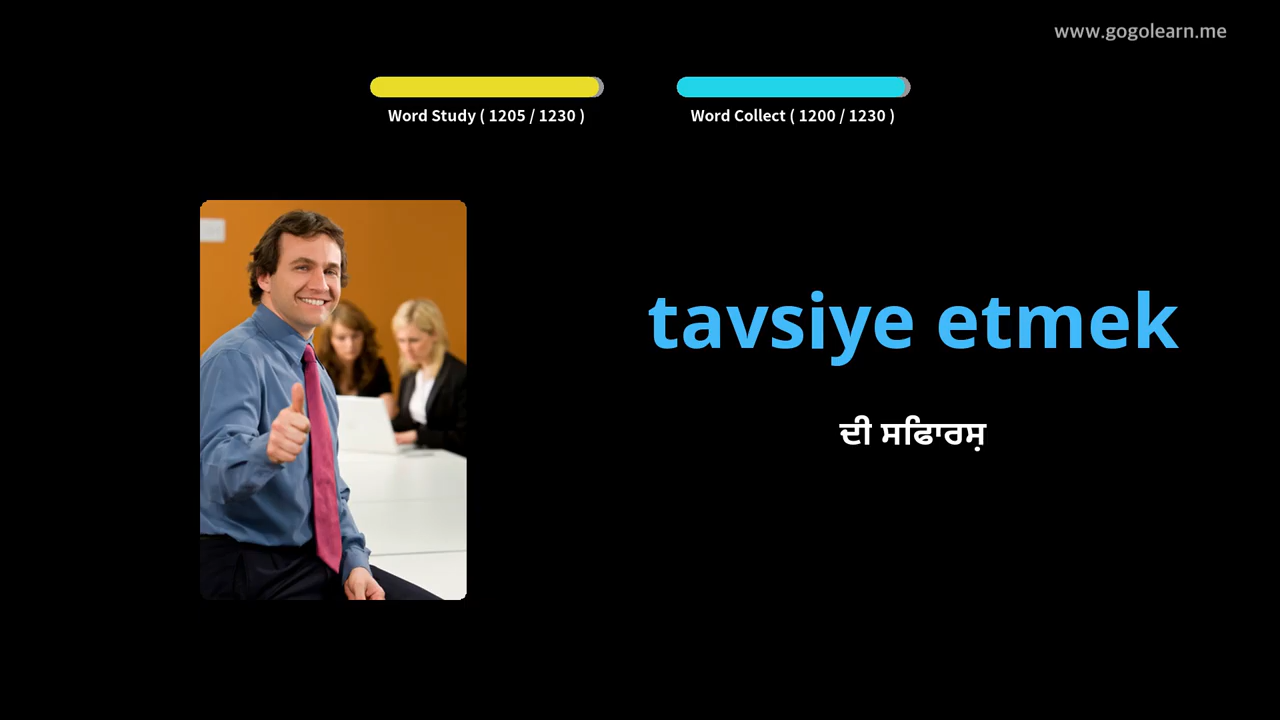 www.gogolearn.me
Word Study ( 1205 / 1230 )
Word Collect ( 1200 / 1230 )
tavsiye etmek
ਦੀ ਸਿਫਾਰਸ਼